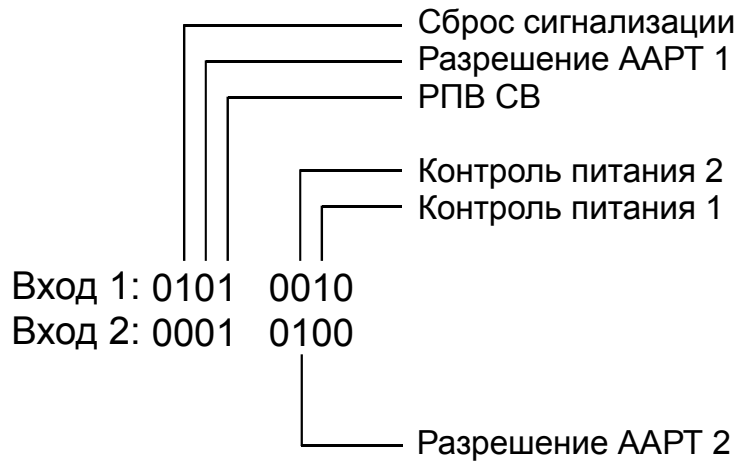 Сброс сигнализации
Разрешение ААРТ 1
РПВ СВ
Контроль питания 2
Контроль питания 1
Вход 1: 0101 0010
Вход 2: 0001 0100
Разрешение ААРТ 2